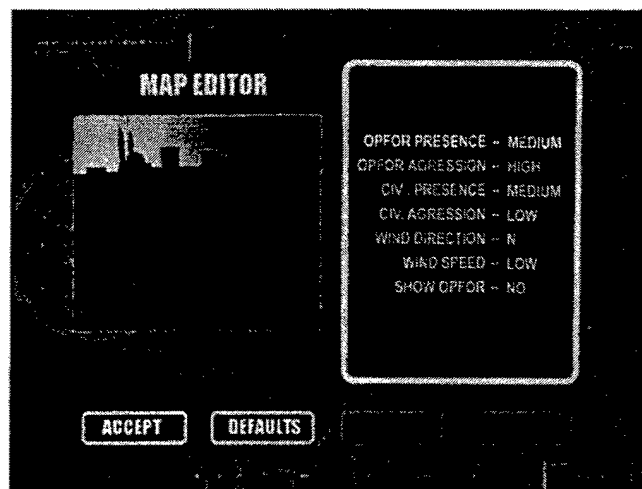 MAP EDITOR
OPFOR PRESENCE -- MEDIUM
OPFOR AGRESSION -- HIGH
CIV. PRESENCE -- MEDIUM
CIV. AGRESSION -- LOW
WIND DIRECTION -- N
WIND SPEED -- LOW
SHOW OPFOR -- NO
ACCEPT
DEFAULTS